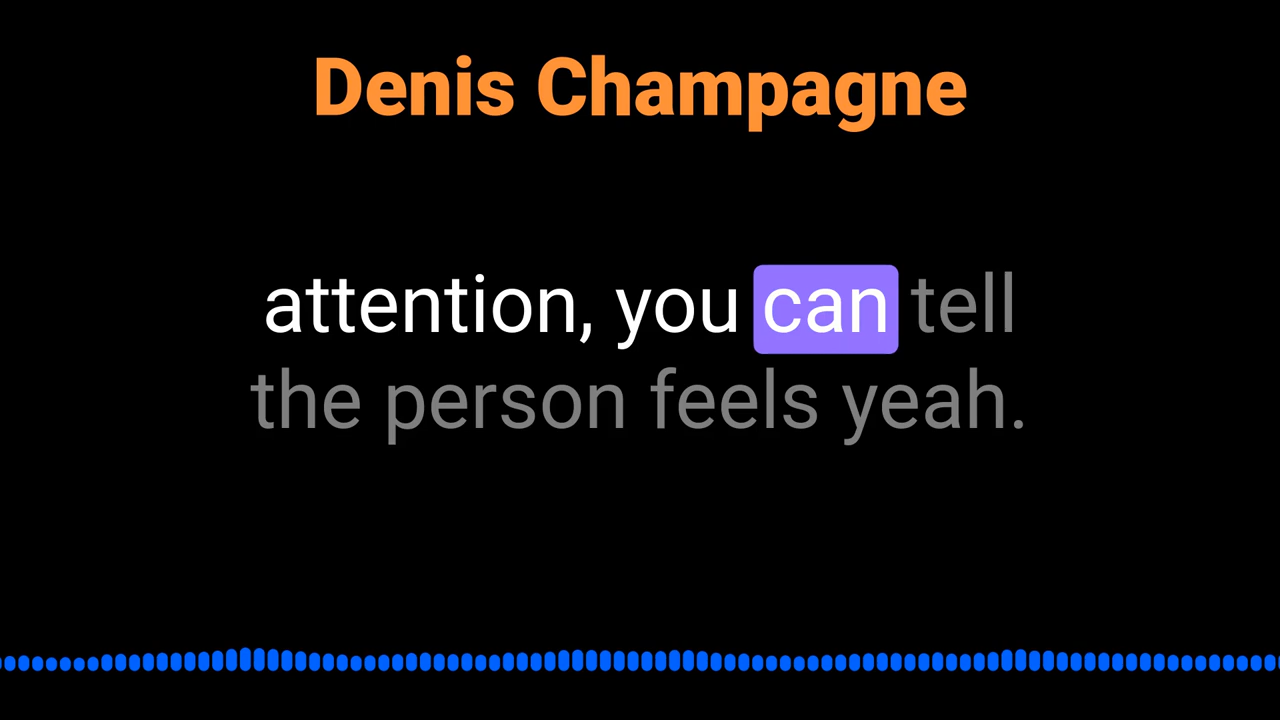 Denis Champagne
attention, you can tell
the person feels yeah.